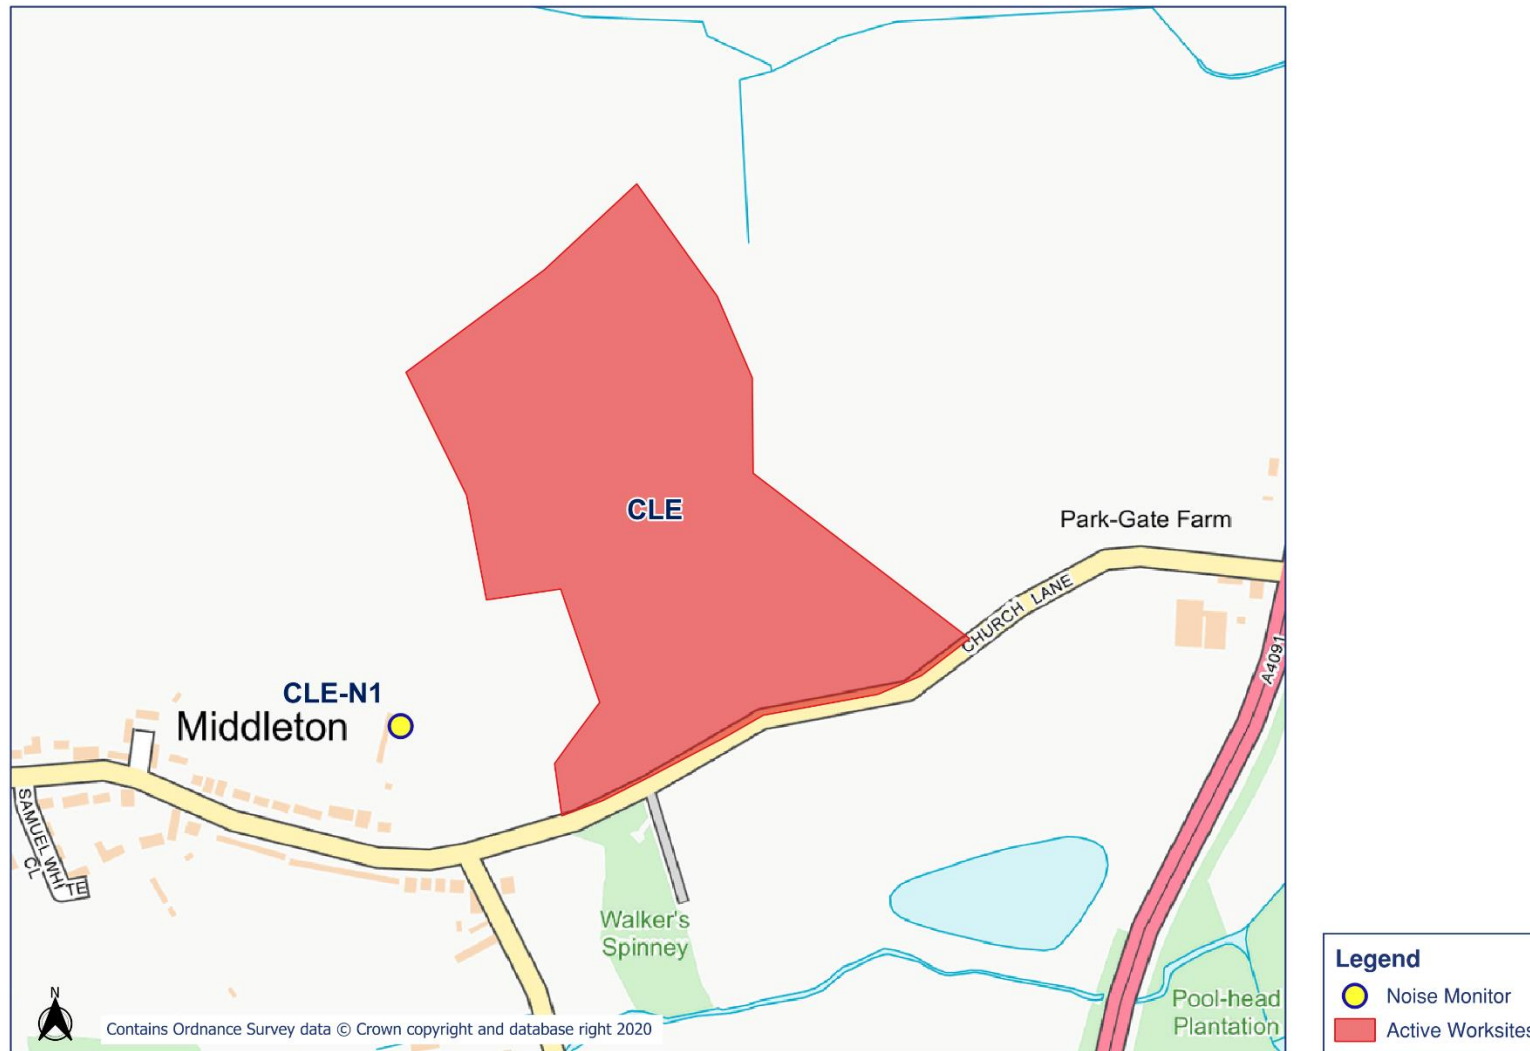 CLE
Park-Gate Farm
CHURCH LANE
A4091
CLE-N1
Middleton
SAMUEL WHITE
CL
Walker's
Spinney
Pool-head
Plantation
N
Contains Ordnance Survey data © Crown copyright and database right 2020
Legend
Noise Monitor
Active Worksites